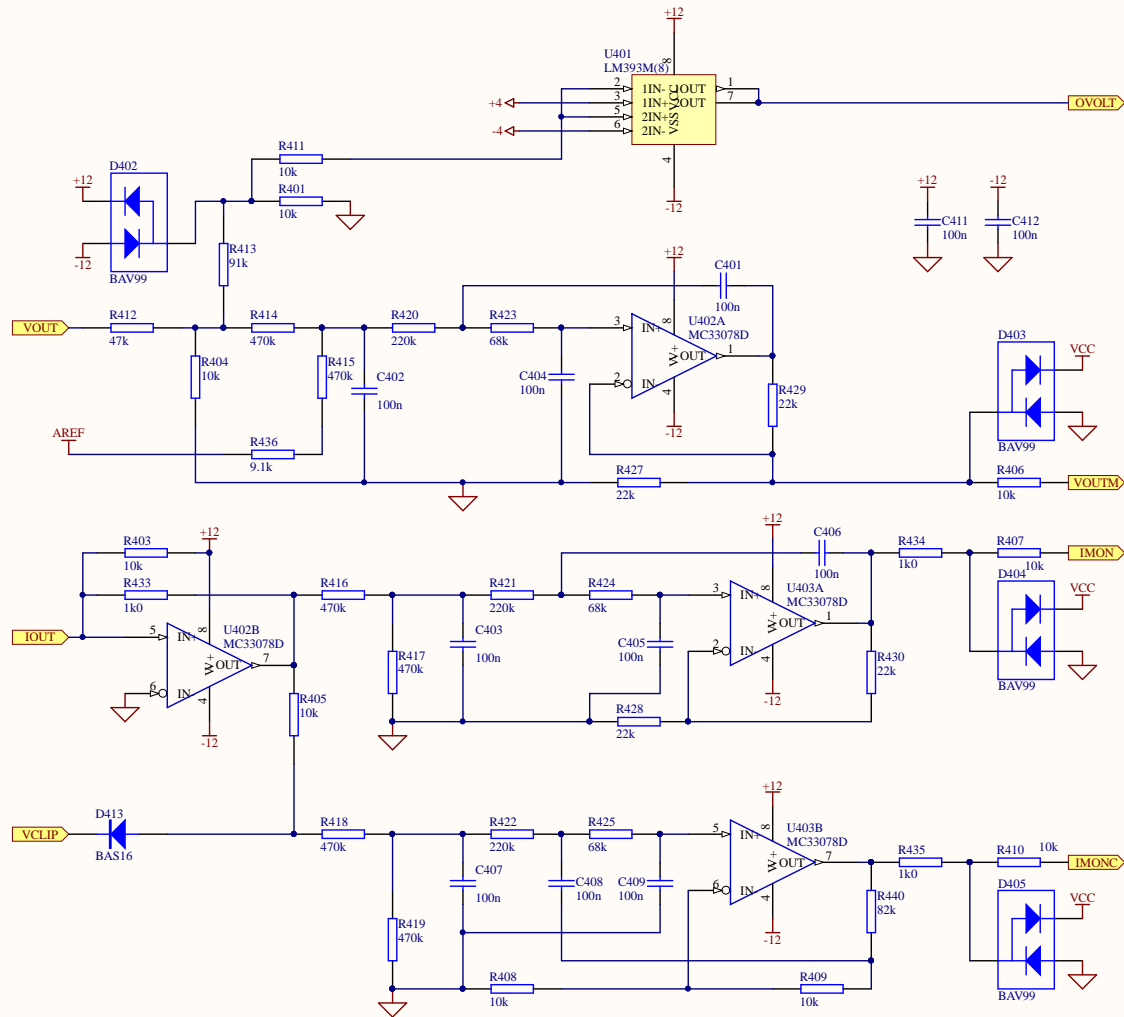 +12
U401
LM393M(8)
8
2
1IN-
1OUT
1
+4
3
1IN+
2OUT
7
OVOLT
5
2IN+
-4
6
2IN-
VSS
VCC
4
-12
R411
10k
D402
+12
-12
BAV99
R401
10k
R413
91k
+12
C411
100n
-12
C412
100n
VOUT
R412
47k
R414
470k
R420
220k
R423
68k
C401
100n
+12
8
U402A
MC33078D
3
IN+
W+
OUT
1
2
IN-
4
-12
R404
10k
R415
470k
C402
100n
C404
100n
R429
22k
D403
VCC
BAV99
AREF
R436
9.1k
R427
22k
R406
10k
VOUTM
R403
10k
+12
R433
1k0
IOUT
5
IN+
8
U402B
MC33078D
W+
OUT
7
6
IN-
4
-12
R405
10k
R416
470k
R421
220k
R424
68k
C406
100n
+12
8
U403A
MC33078D
3
IN+
W+
OUT
1
2
IN-
4
-12
R434
1k0
R407
10k
IMON
D404
VCC
BAV99
R417
470k
C403
100n
C405
100n
R430
22k
R428
22k
VCLIP
D413
BAS16
R418
470k
R422
220k
R425
68k
+12
8
U403B
MC33078D
5
IN+
W+
OUT
7
6
IN-
4
-12
R435
1k0
R410
10k
IMONC
D405
VCC
BAV99
C407
100n
C408
100n
C409
100n
R440
82k
R419
470k
R408
10k
R409
10k